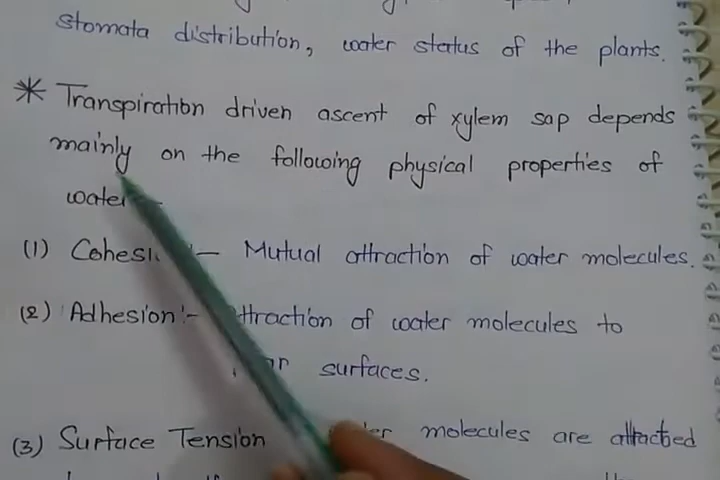 stomata distribution, water status of the plants.
* Transpiration driven ascent of xylem sap depends
mainly on the following physical properties of
water
(1) Cohesi :- Mutual attraction of water molecules.
(2) Adhesion :- ttraction of water molecules to
surfaces.
(3) Surface Tension molecules are attracted